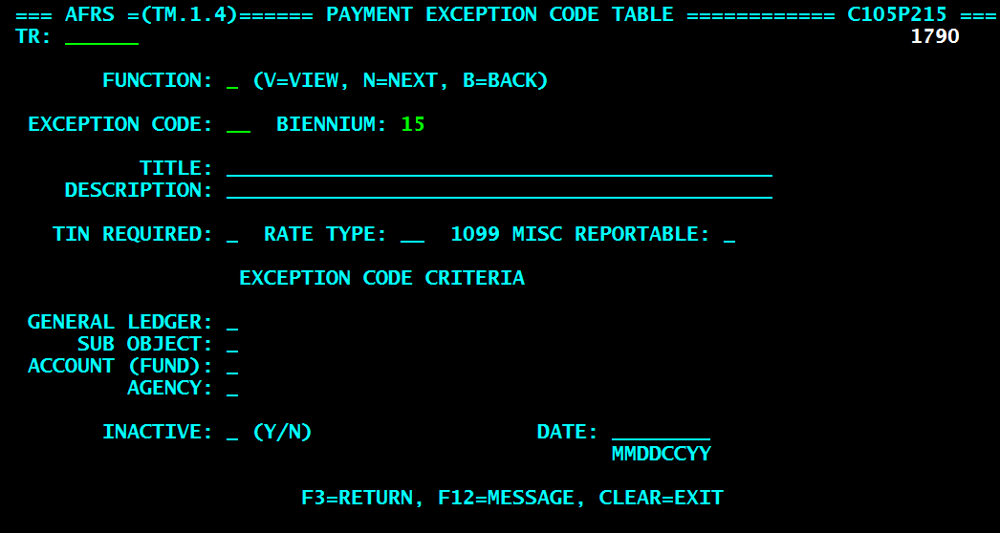 === AFRS =(TM.1.4)====== PAYMENT EXCEPTION CODE TABLE ============ C105P215 ===
TR: ______ 1790
FUNCTION: _ (V=VIEW, N=NEXT, B=BACK)
EXCEPTION CODE: __ BIENNIUM: 15
TITLE: ____________________________________________
DESCRIPTION: ____________________________________________
TIN REQUIRED: _ RATE TYPE: __ 1099 MISC REPORTABLE: _
EXCEPTION CODE CRITERIA
GENERAL LEDGER: _
SUB OBJECT: _
ACCOUNT (FUND): _
AGENCY: _
INACTIVE: _ (Y/N) DATE: ________
MMDDCCYY
F3=RETURN, F12=MESSAGE, CLEAR=EXIT